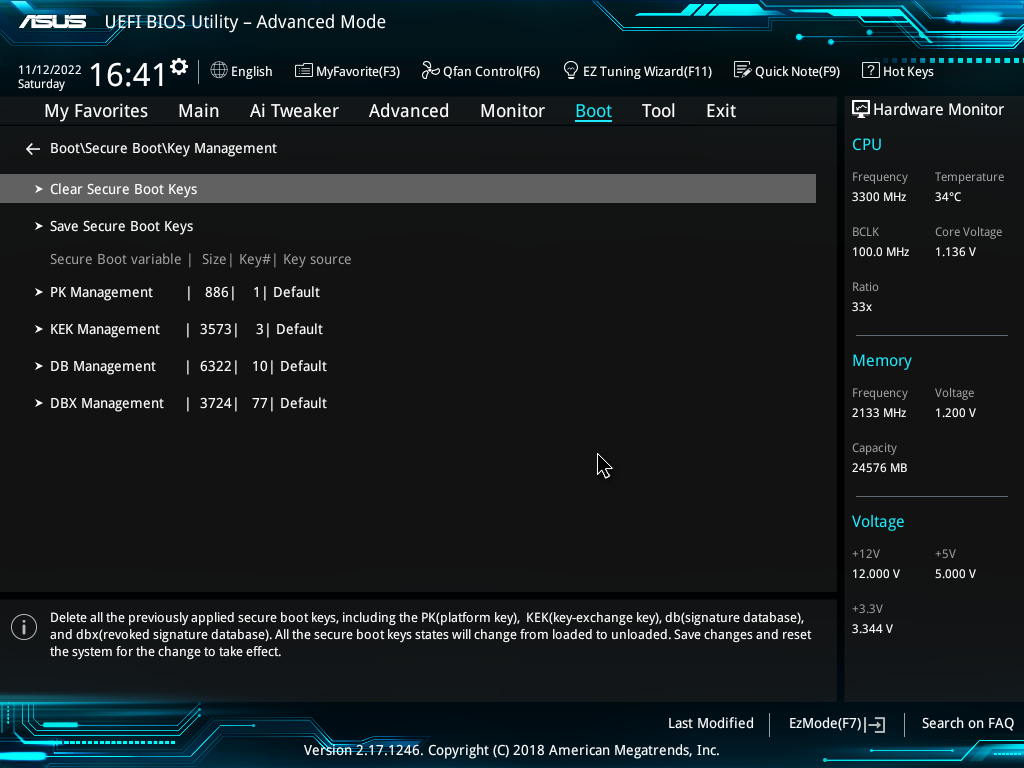 ASUS UEFI BIOS Utility – Advanced Mode
11/12/2022
Saturday
16:41
English
MyFavorite(F3)
Qfan Control(F6)
EZ Tuning Wizard(F11)
Quick Note(F9)
? Hot Keys
My Favorites Main Ai Tweaker Advanced Monitor Boot Tool Exit
Boot\Secure Boot\Key Management
Clear Secure Boot Keys
Save Secure Boot Keys
Secure Boot variable | Size| Key#| Key source
PK Management | 886| 1| Default
KEK Management | 3573| 3| Default
DB Management | 6322| 10| Default
DBX Management | 3724| 77| Default
Delete all the previously applied secure boot keys, including the PK(platform key), KEK(key-exchange key), db(signature database),
and dbx(revoked signature database). All the secure boot keys states will change from loaded to unloaded. Save changes and reset
the system for the change to take effect.
Hardware Monitor
CPU
Frequency Temperature
3300 MHz 34°C
BCLK Core Voltage
100.0 MHz 1.136 V
Ratio
33x
Memory
Frequency Voltage
2133 MHz 1.200 V
Capacity
24576 MB
Voltage
+12V +5V
12.000 V 5.000 V
+3.3V
3.344 V
Last Modified
EzMode(F7)
Search on FAQ
Version 2.17.1246. Copyright (C) 2018 American Megatrends, Inc.